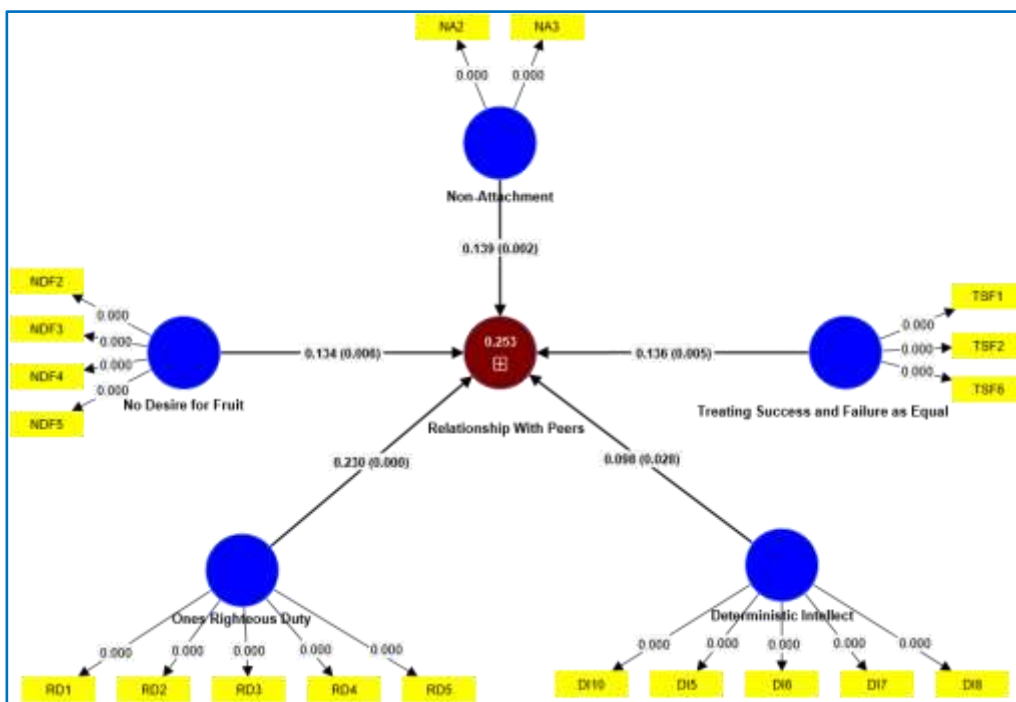 NA2 NA3
0.000 0.000
Non-Attachment
0.139 (0.002)
NDF2
0.000
NDF3
0.000
NDF4
0.000
NDF5
0.000
No Desire for Fruit
0.134 (0.006)
0.253
Relationship With Peers
0.136 (0.005)
TSF1
0.000
TSF2
0.000
TSF6
0.000
Treating Success and Failure as Equal
0.230 (0.000)
0.098 (0.028)
Ones Righteous Duty
0.000 0.000 0.000 0.000 0.000
RD1 RD2 RD3 RD4 RD5
Deterministic Intellect
0.000 0.000 0.000 0.000 0.000
DI10 DI5 DI6 DI7 DI8